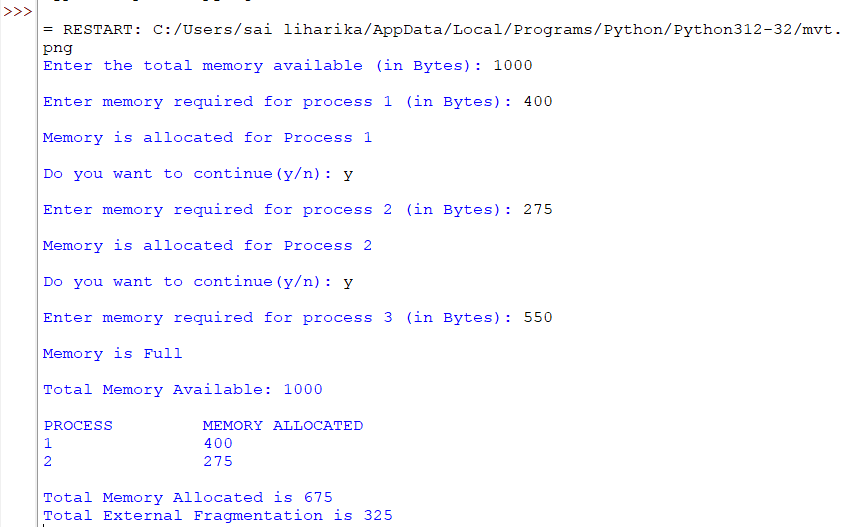 >>>
= RESTART: C:/Users/sai liharika/AppData/Local/Programs/Python/Python312-32/mvt.
png
Enter the total memory available (in Bytes): 1000
Enter memory required for process 1 (in Bytes): 400
Memory is allocated for Process 1
Do you want to continue(y/n): y
Enter memory required for process 2 (in Bytes): 275
Memory is allocated for Process 2
Do you want to continue(y/n): y
Enter memory required for process 3 (in Bytes): 550
Memory is Full
Total Memory Available: 1000
PROCESS MEMORY ALLOCATED
1 400
2 275
Total Memory Allocated is 675
Total External Fragmentation is 325